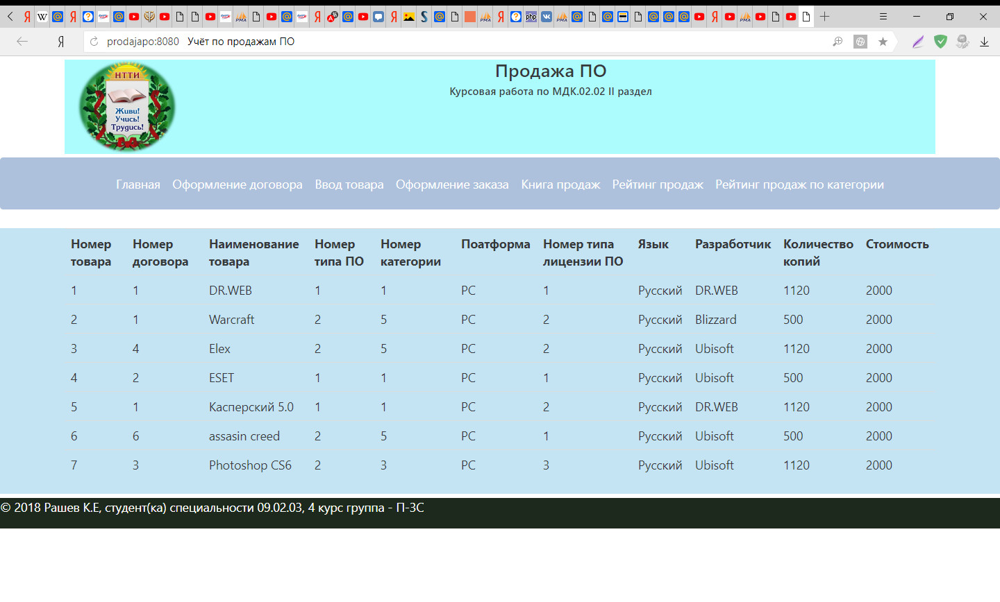 prodajapo:8080 Учёт по продажам ПО
НТТИ
Живи!
Учись!
Трудись!
Продажа ПО
Курсовая работа по МДК.02.02 II раздел
Главная Оформление договора Ввод товара Оформление заказа Книга продаж Рейтинг продаж Рейтинг продаж по категории
Номер товара Номер договора Наименование товара Номер типа ПО Номер категории Поатформа Номер типа лицензии ПО Язык Разработчик Количество копий Стоимость
1 1 DR.WEB 1 1 PC 1 Русский DR.WEB 1120 2000
2 1 Warcraft 2 5 PC 2 Русский Blizzard 500 2000
3 4 Elex 2 5 PC 2 Русский Ubisoft 1120 2000
4 2 ESET 1 1 PC 1 Русский Ubisoft 500 2000
5 1 Касперский 5.0 1 1 PC 2 Русский DR.WEB 1120 2000
6 6 assasin creed 2 5 PC 1 Русский Ubisoft 500 2000
7 3 Photoshop CS6 2 3 PC 3 Русский Ubisoft 1120 2000
© 2018 Рашев К.Е, студент(ка) специальности 09.02.03, 4 курс группа - П-3С